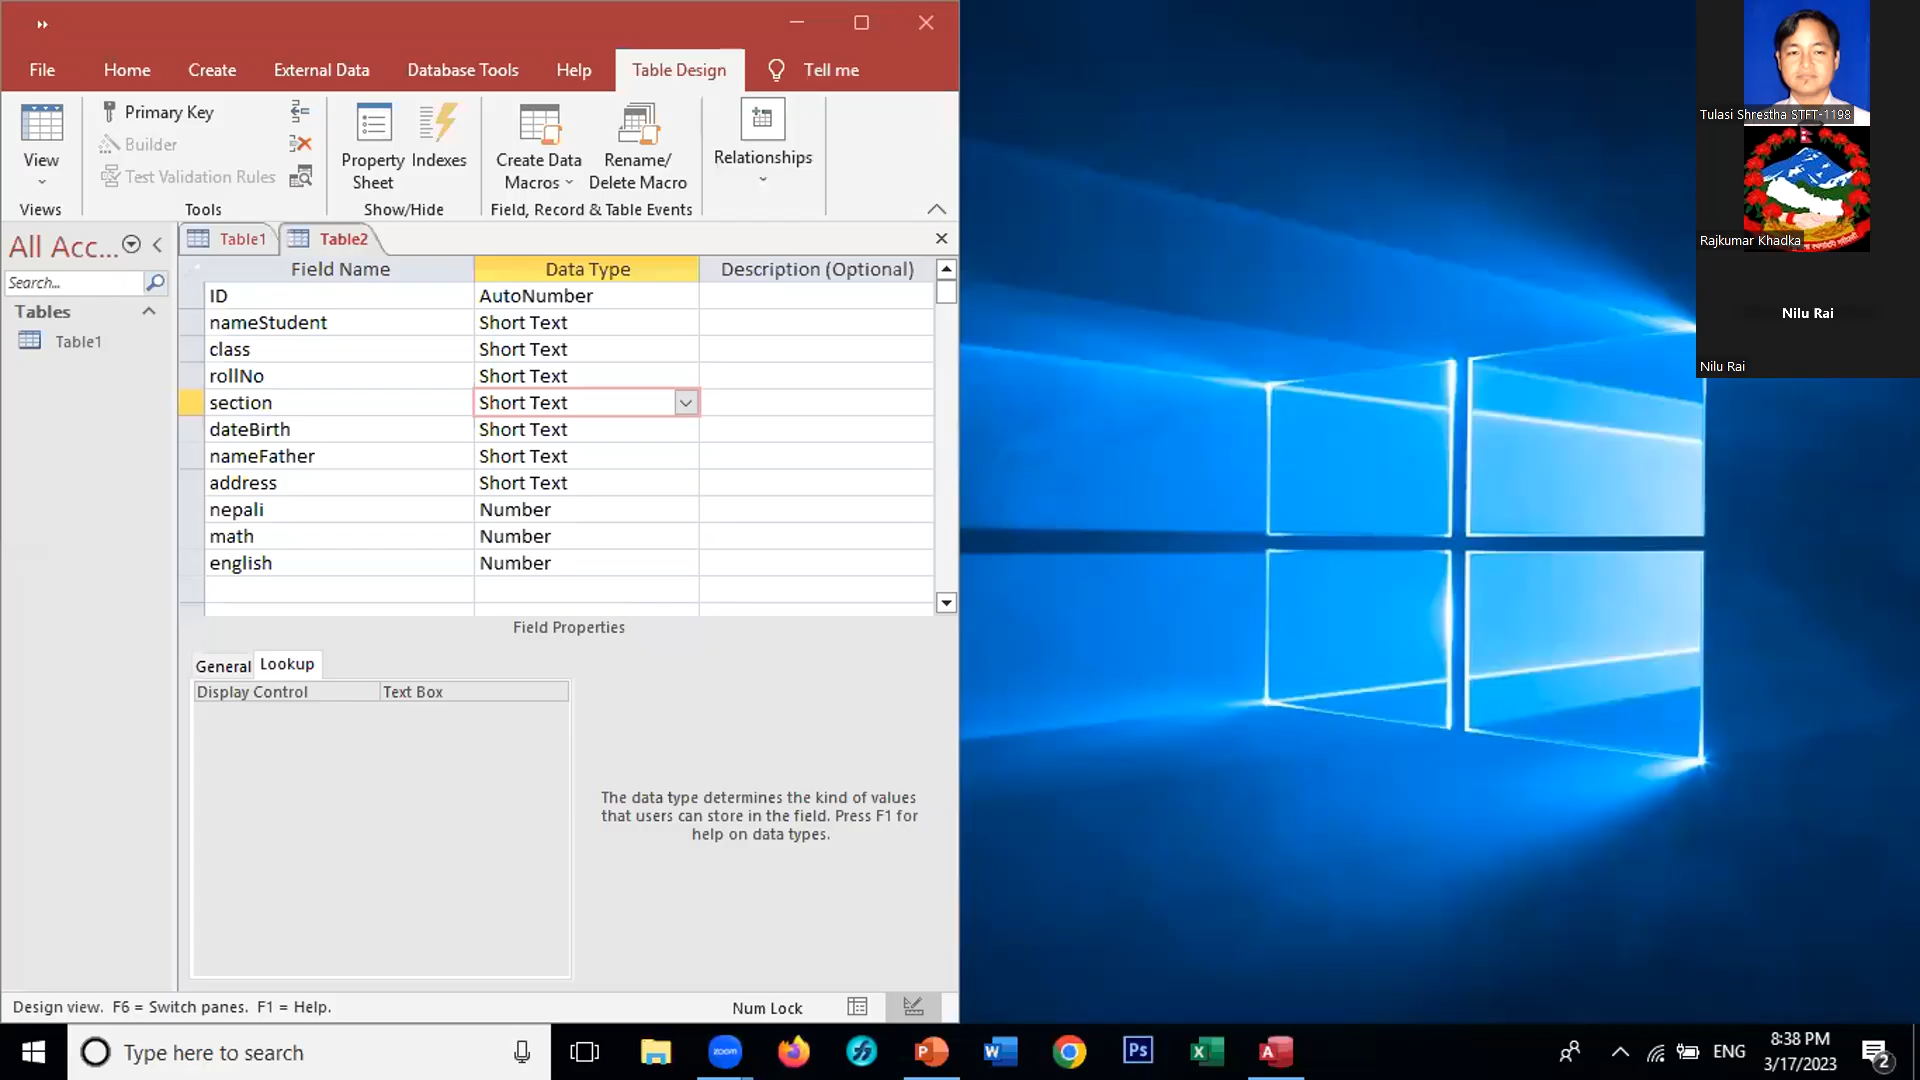 File Home Create External Data Database Tools Help Table Design Tell me
View
Views
Primary Key
Builder
Test Validation Rules
Tools
Property Sheet
Indexes
Show/Hide
Create Data Macros
Rename/ Delete Macro
Field, Record & Table Events
Relationships
All Acc...
Search...
Tables
Table1
Table1 Table2
Field Name Data Type Description (Optional)
ID AutoNumber
nameStudent Short Text
class Short Text
rollNo Short Text
section Short Text
dateBirth Short Text
nameFather Short Text
address Short Text
nepali Number
math Number
english Number
Field Properties
General Lookup
Display Control Text Box
The data type determines the kind of values
that users can store in the field. Press F1 for
help on data types.
Design view. F6 = Switch panes. F1 = Help.
Num Lock
Tulasi Shrestha STFT-1198
Rajkumar Khadka
Nilu Rai
Nilu Rai
Type here to search
zoom
P
W
Ps
X
A
ENG
8:38 PM
3/17/2023
2